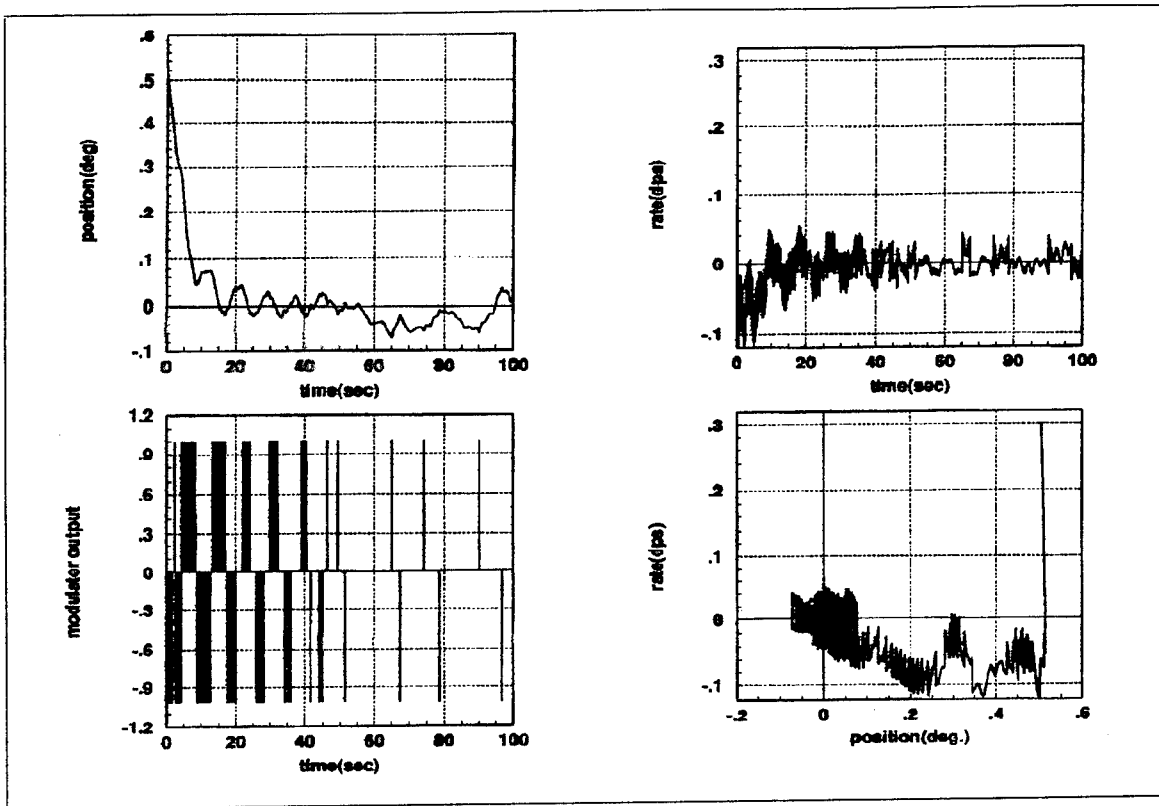 .6
.5
.4
.3
.2
.1
0
-.1
position(deg)
0 20 40 60 80 100
time(sec)
.3
.2
.1
0
-.1
rate(dps)
0 20 40 60 80 100
time(sec)
1.2
.9
.6
.3
0
-.3
-.6
-.9
-1.2
modulator output
0 20 40 60 80 100
time(sec)
.3
.2
.1
0
-.1
rate(dps)
-.2 0 .2 .4 .6
position(deg.)